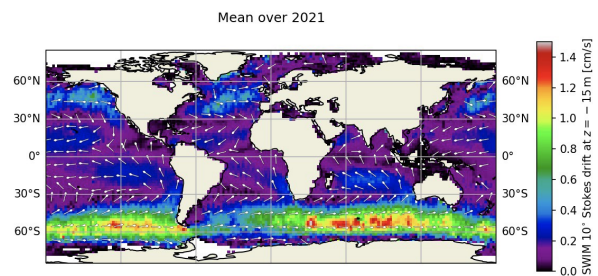 Mean over 2021
60°N
30°N
0°
30°S
60°S
60°N
30°N
0°
30°S
60°S
1.4
1.2
1.0
0.8
0.6
0.4
0.2
0.0
SWIM 10° Stokes drift at z = − 15 m [cm/s]